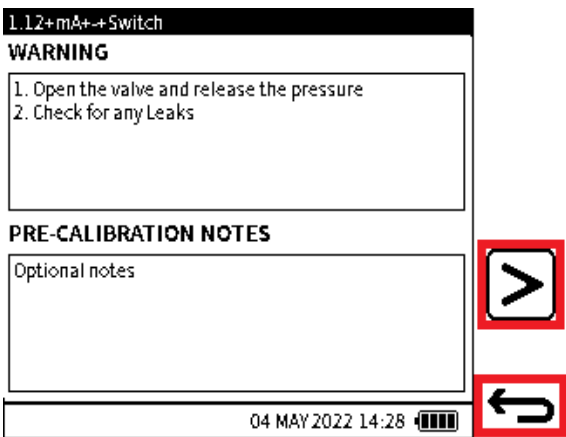 1.12+mA+-+Switch
WARNING
1. Open the valve and release the pressure
2. Check for any Leaks
PRE-CALIBRATION NOTES
Optional notes
>
04 MAY 2022 14:28